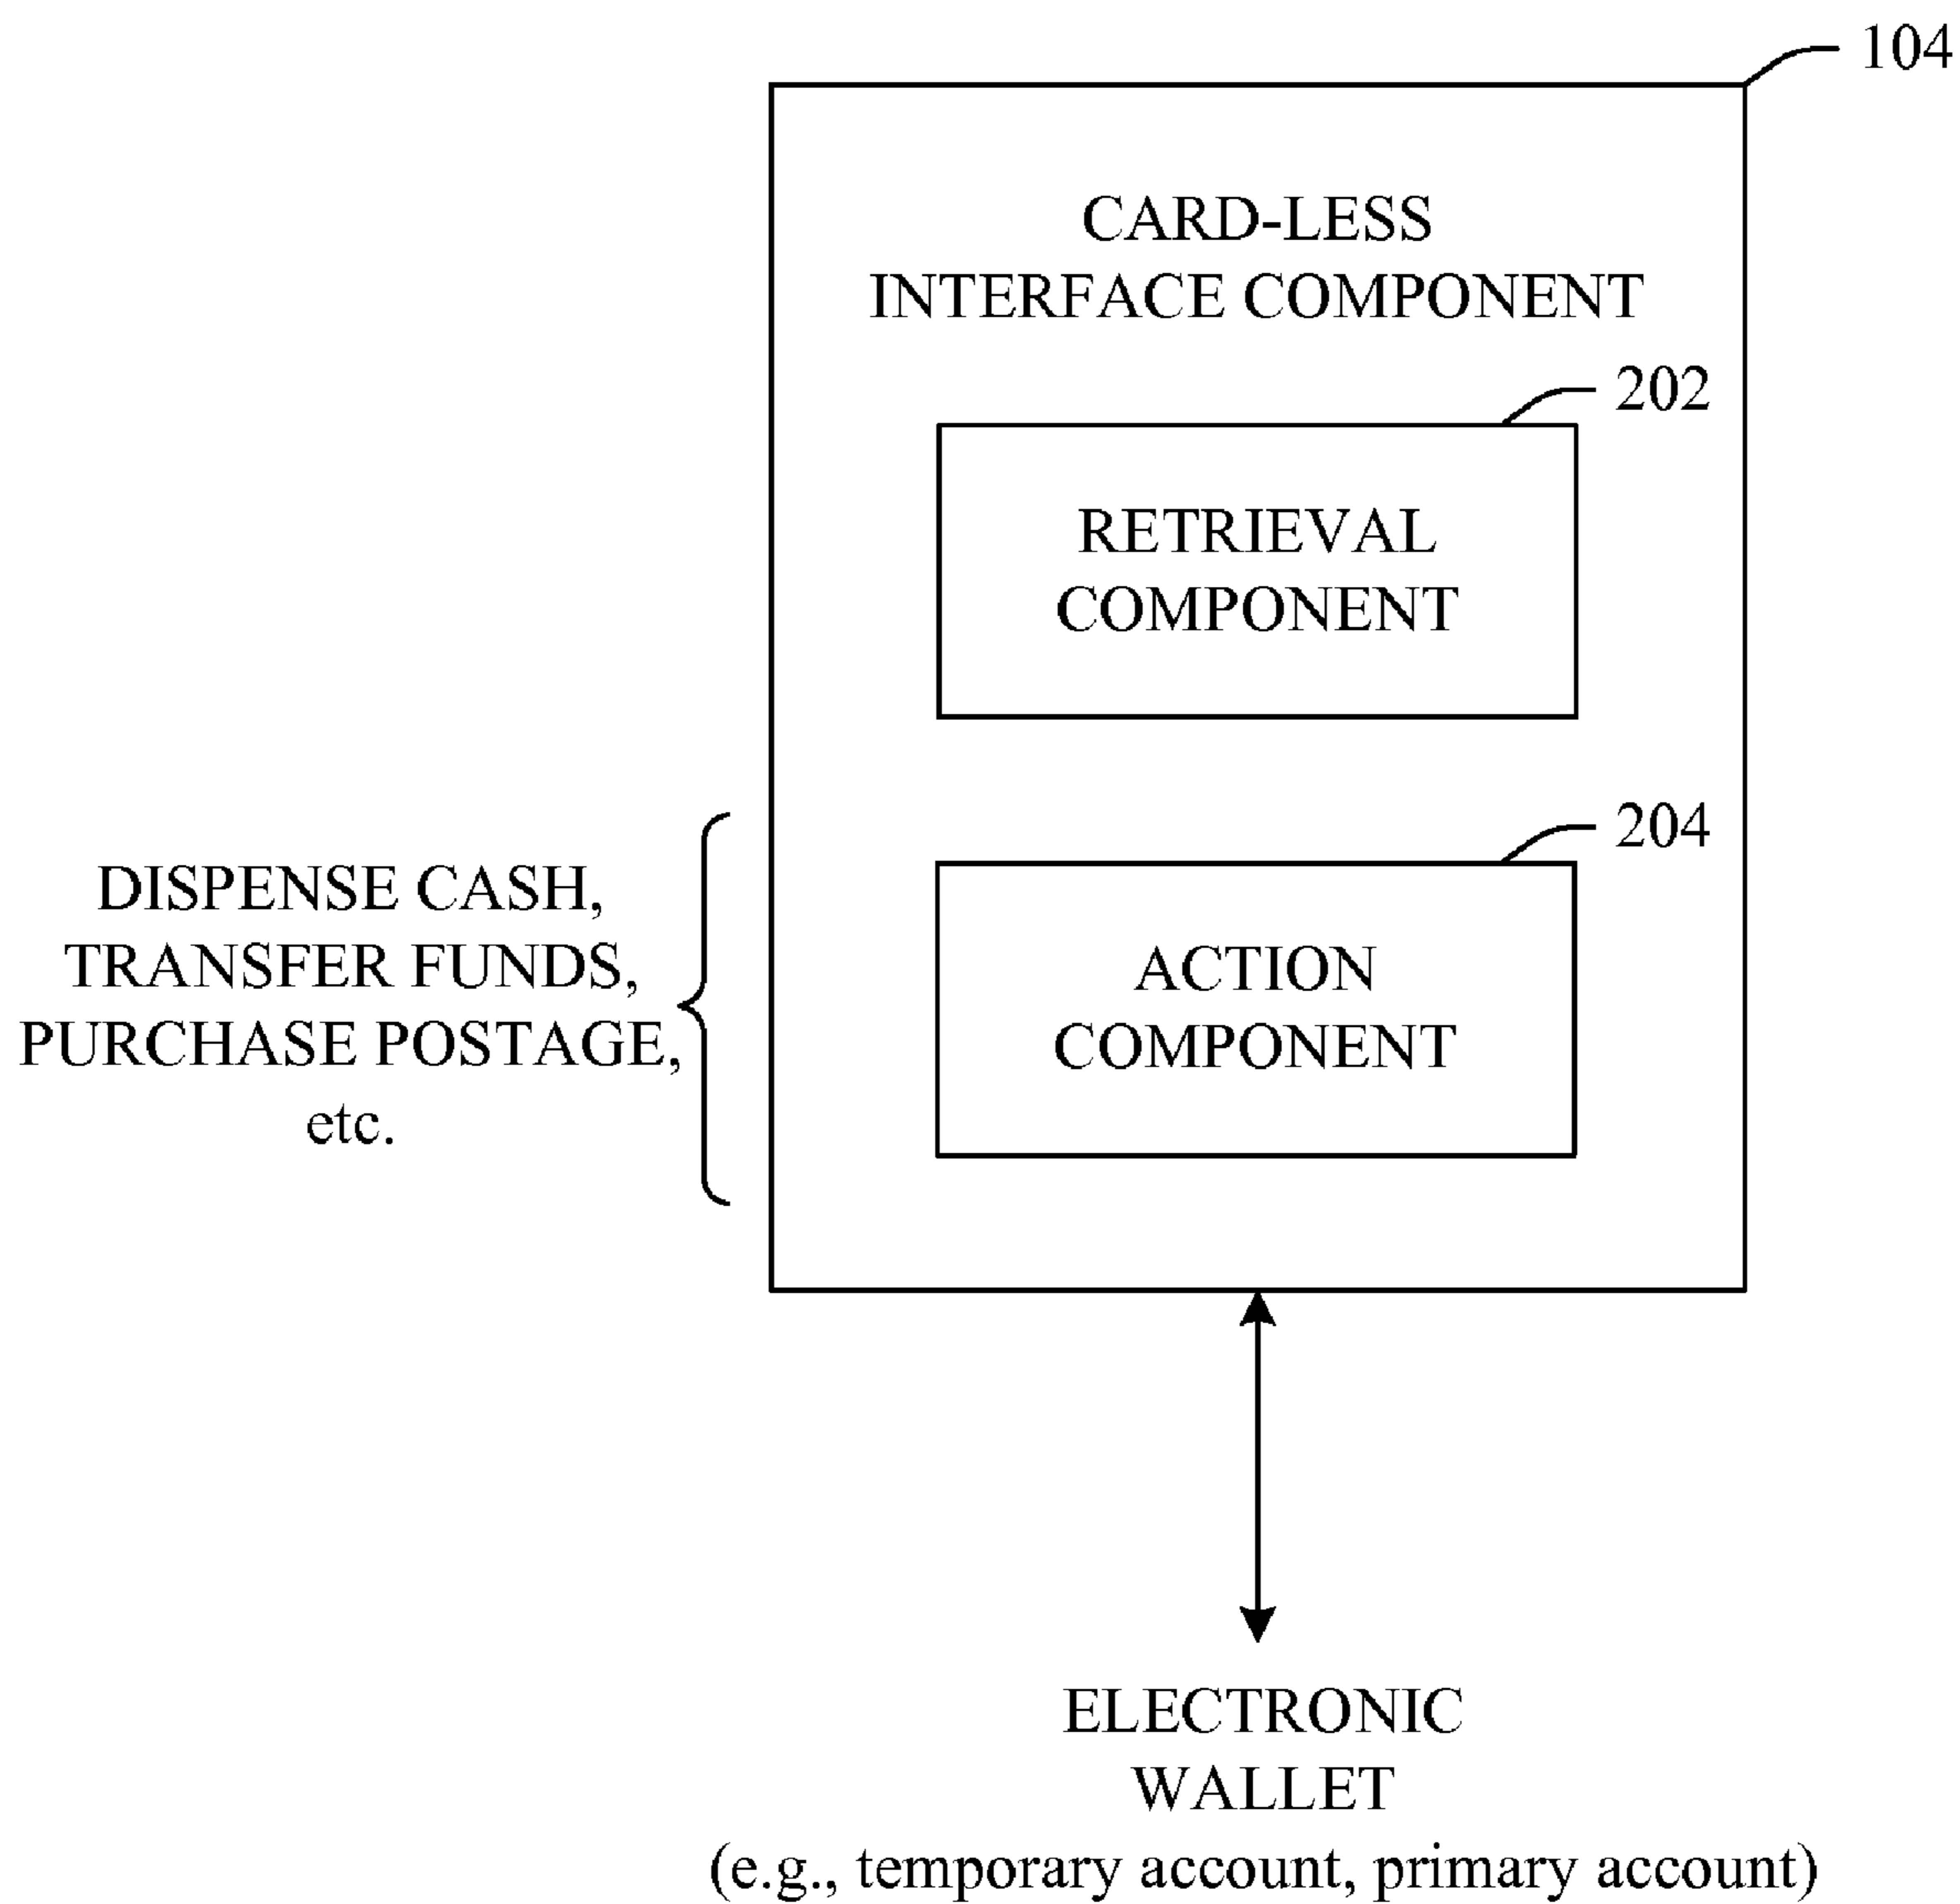 104
CARD-LESS
INTERFACE COMPONENT
202
RETRIEVAL
COMPONENT
204
ACTION
COMPONENT
DISPENSE CASH,
TRANSFER FUNDS,
PURCHASE POSTAGE,
etc.
ELECTRONIC
WALLET
(e.g., temporary account, primary account)